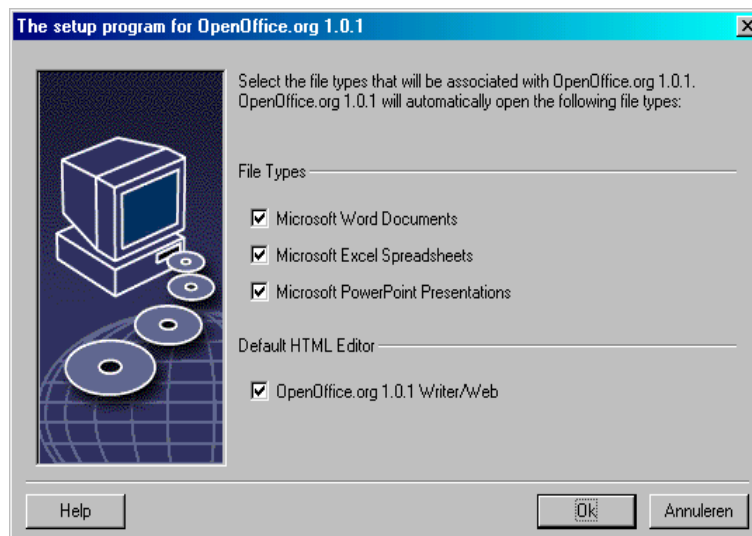 The setup program for OpenOffice.org 1.0.1
Select the file types that will be associated with OpenOffice.org 1.0.1.
OpenOffice.org 1.0.1 will automatically open the following file types:
File Types
Microsoft Word Documents
Microsoft Excel Spreadsheets
Microsoft PowerPoint Presentations
Default HTML Editor
OpenOffice.org 1.0.1 Writer/Web
Help
Ok
Annuleren